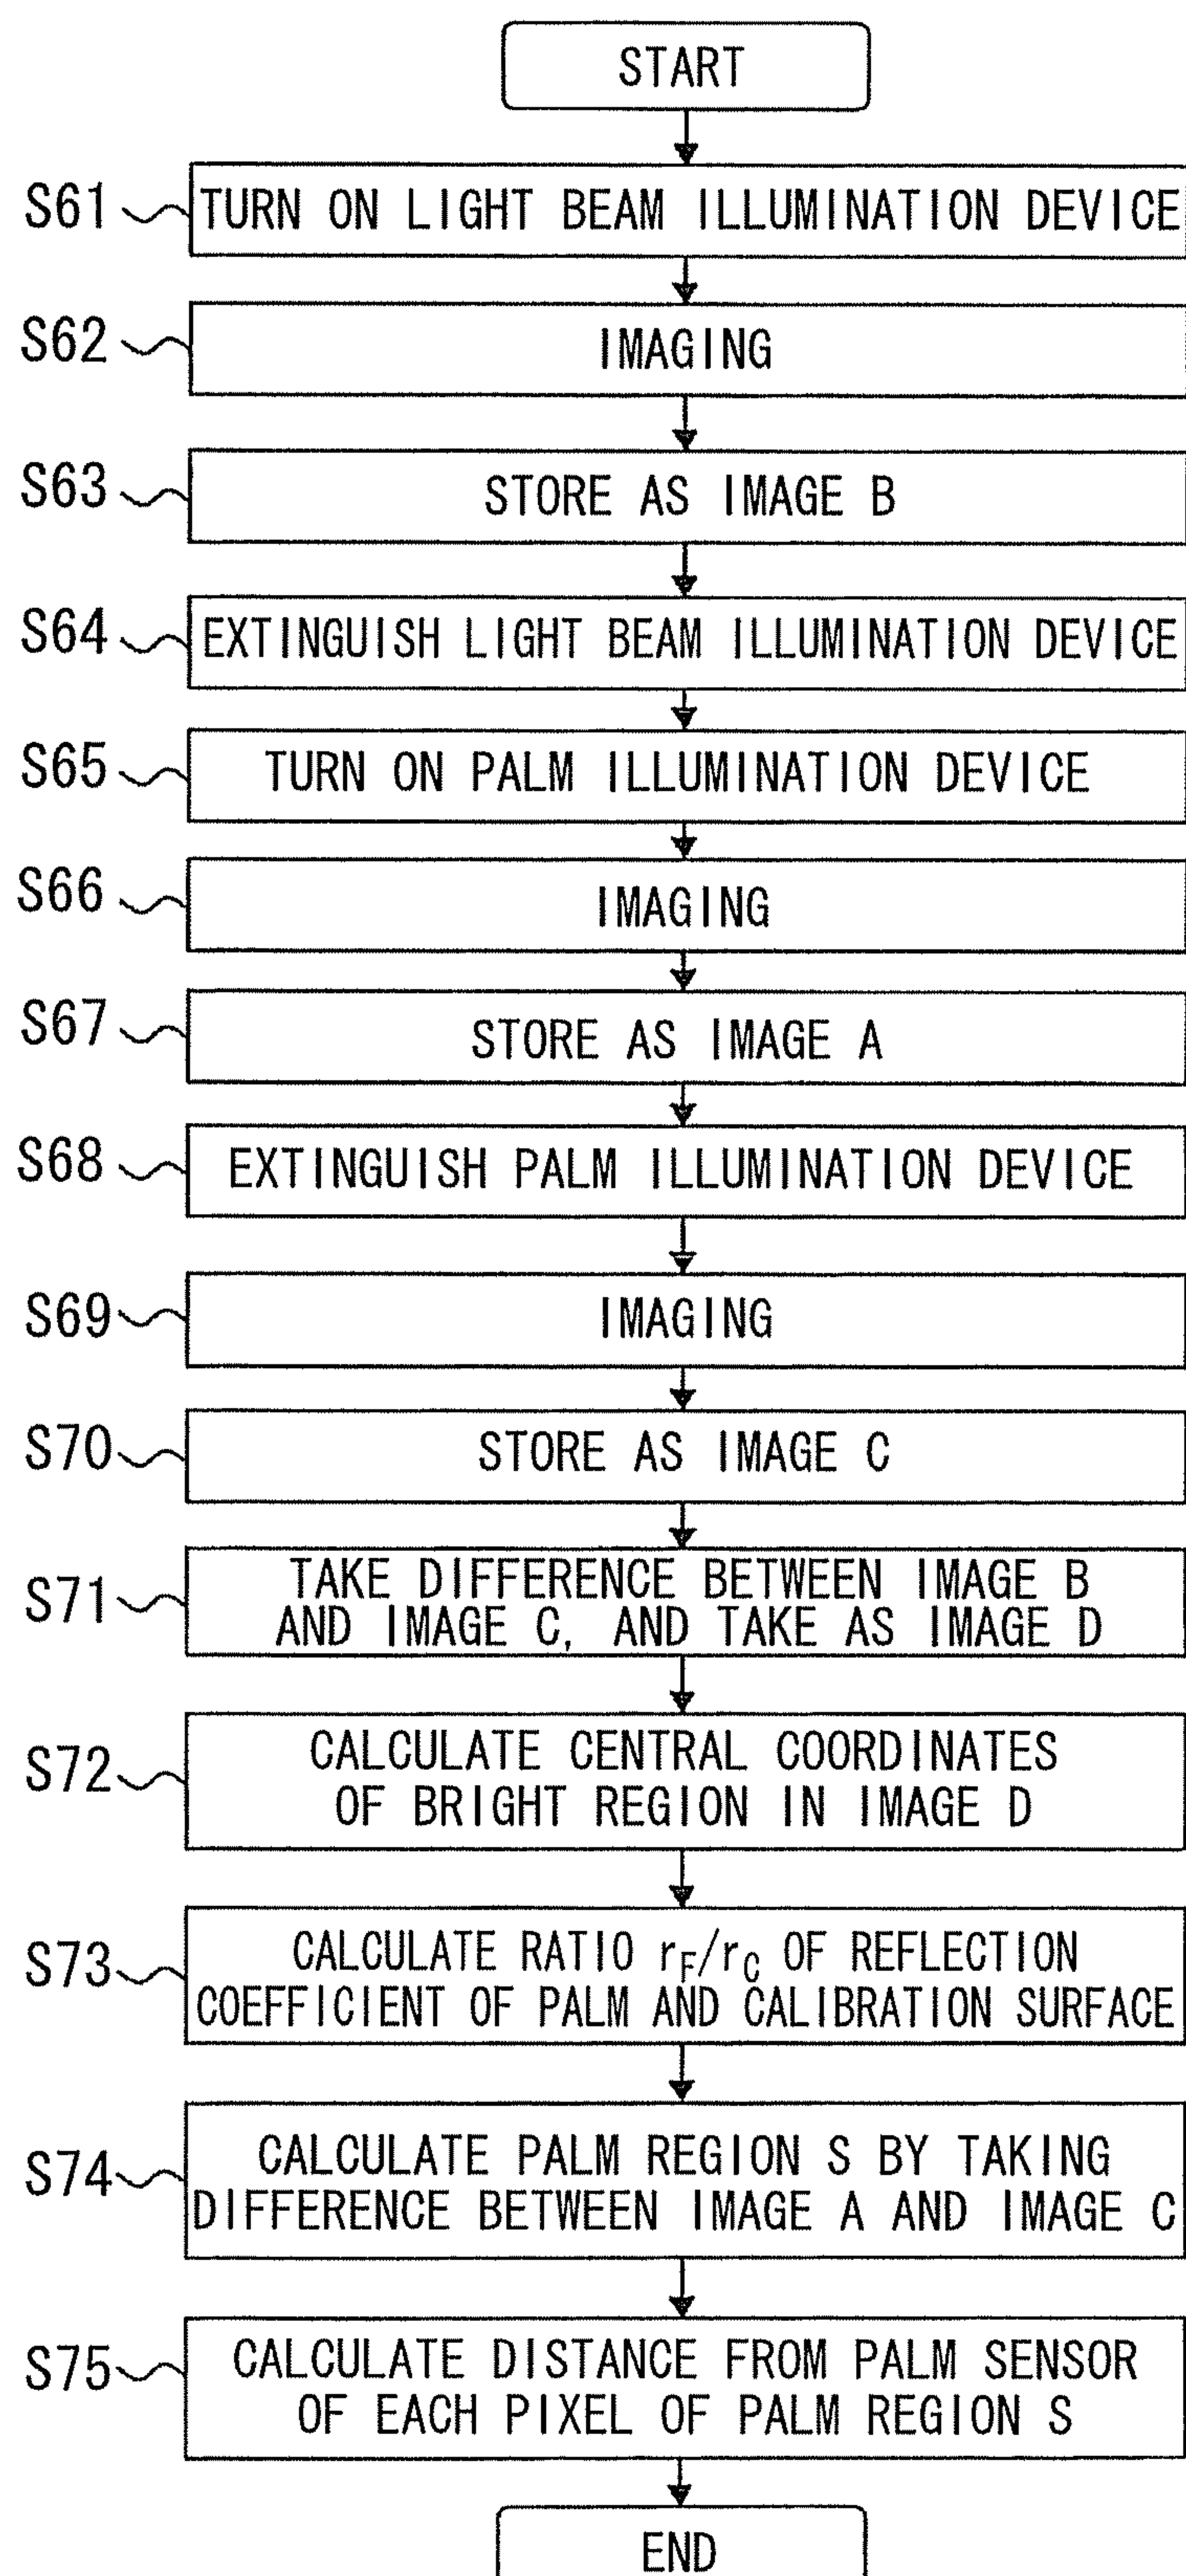 START
S61
TURN ON LIGHT BEAM ILLUMINATION DEVICE
S62
IMAGING
S63
STORE AS IMAGE B
S64
EXTINGUISH LIGHT BEAM ILLUMINATION DEVICE
S65
TURN ON PALM ILLUMINATION DEVICE
S66
IMAGING
S67
STORE AS IMAGE A
S68
EXTINGUISH PALM ILLUMINATION DEVICE
S69
IMAGING
S70
STORE AS IMAGE C
S71
TAKE DIFFERENCE BETWEEN IMAGE B
AND IMAGE C, AND TAKE AS IMAGE D
S72
CALCULATE CENTRAL COORDINATES
OF BRIGHT REGION IN IMAGE D
S73
CALCULATE RATIO rF/rC OF REFLECTION
COEFFICIENT OF PALM AND CALIBRATION SURFACE
S74
CALCULATE PALM REGION S BY TAKING
DIFFERENCE BETWEEN IMAGE A AND IMAGE C
S75
CALCULATE DISTANCE FROM PALM SENSOR
OF EACH PIXEL OF PALM REGION S
END